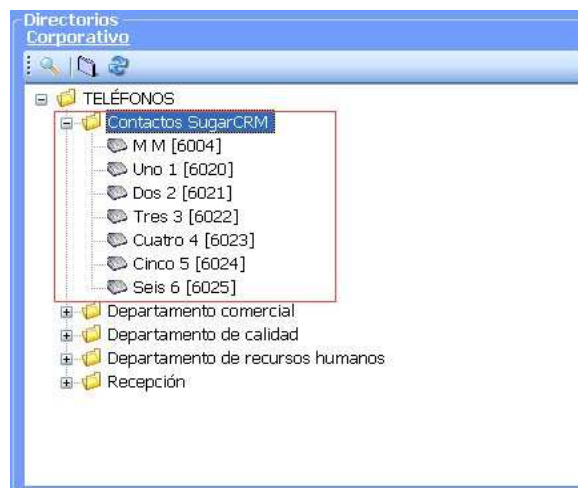 Directorios
Corporativo
TELÉFONOS
Contactos SugarCRM
M M [6004]
Uno 1 [6020]
Dos 2 [6021]
Tres 3 [6022]
Cuatro 4 [6023]
Cinco 5 [6024]
Seis 6 [6025]
Departamento comercial
Departamento de calidad
Departamento de recursos humanos
Recepción